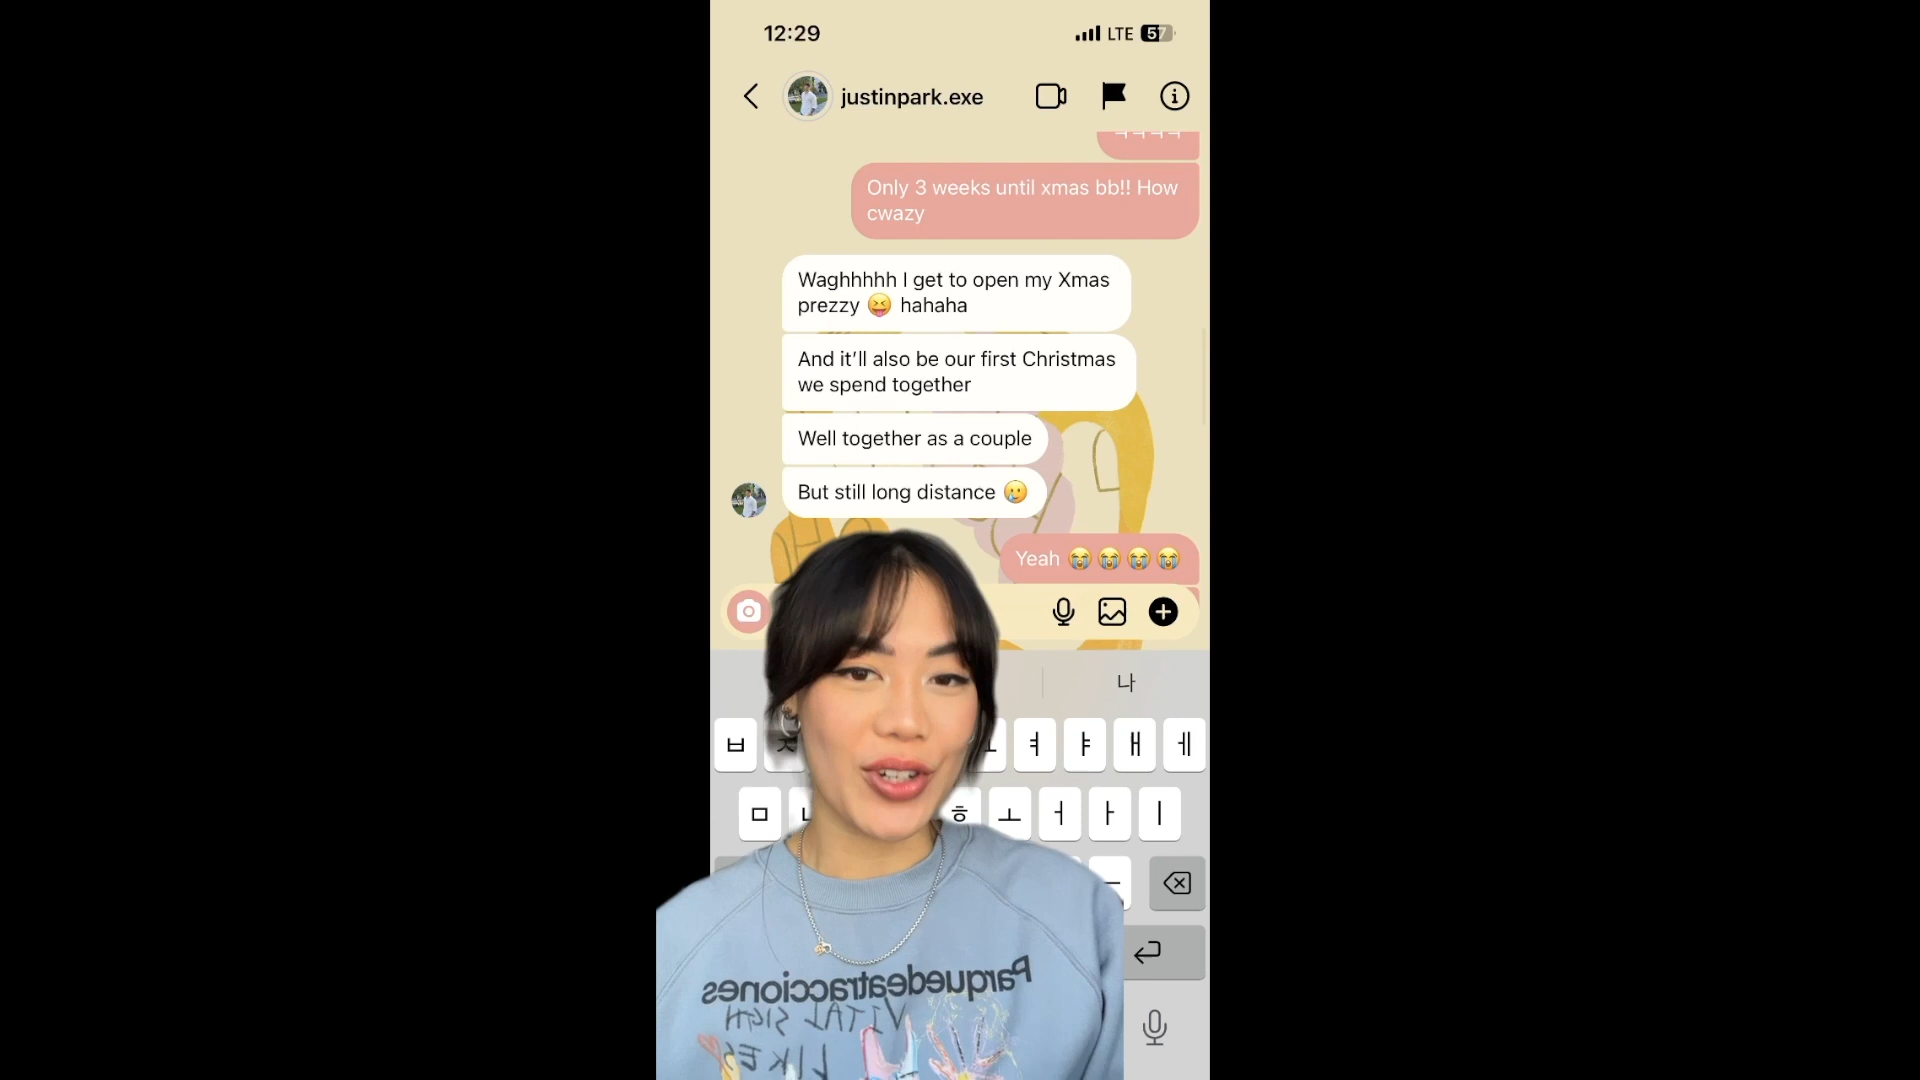 12:29
LTE 57
justinpark.exe
ㅋㅋㅋㅋ
Only 3 weeks until xmas bb!! How
cwazy
Waghhhhh I get to open my Xmas
prezzy 😝 hahaha
And it’ll also be our first Christmas
we spend together
Well together as a couple
But still long distance 🥲
Yeah 😭😭😭😭
나
ㅂ ㅈ ㅕ ㅑ ㅐ ㅔ
ㅁ ㄴ ㅎ ㅗ ㅓ ㅏ ㅣ
ㅡ
Parquedeatracciones
VITAL SIGN
LIKES